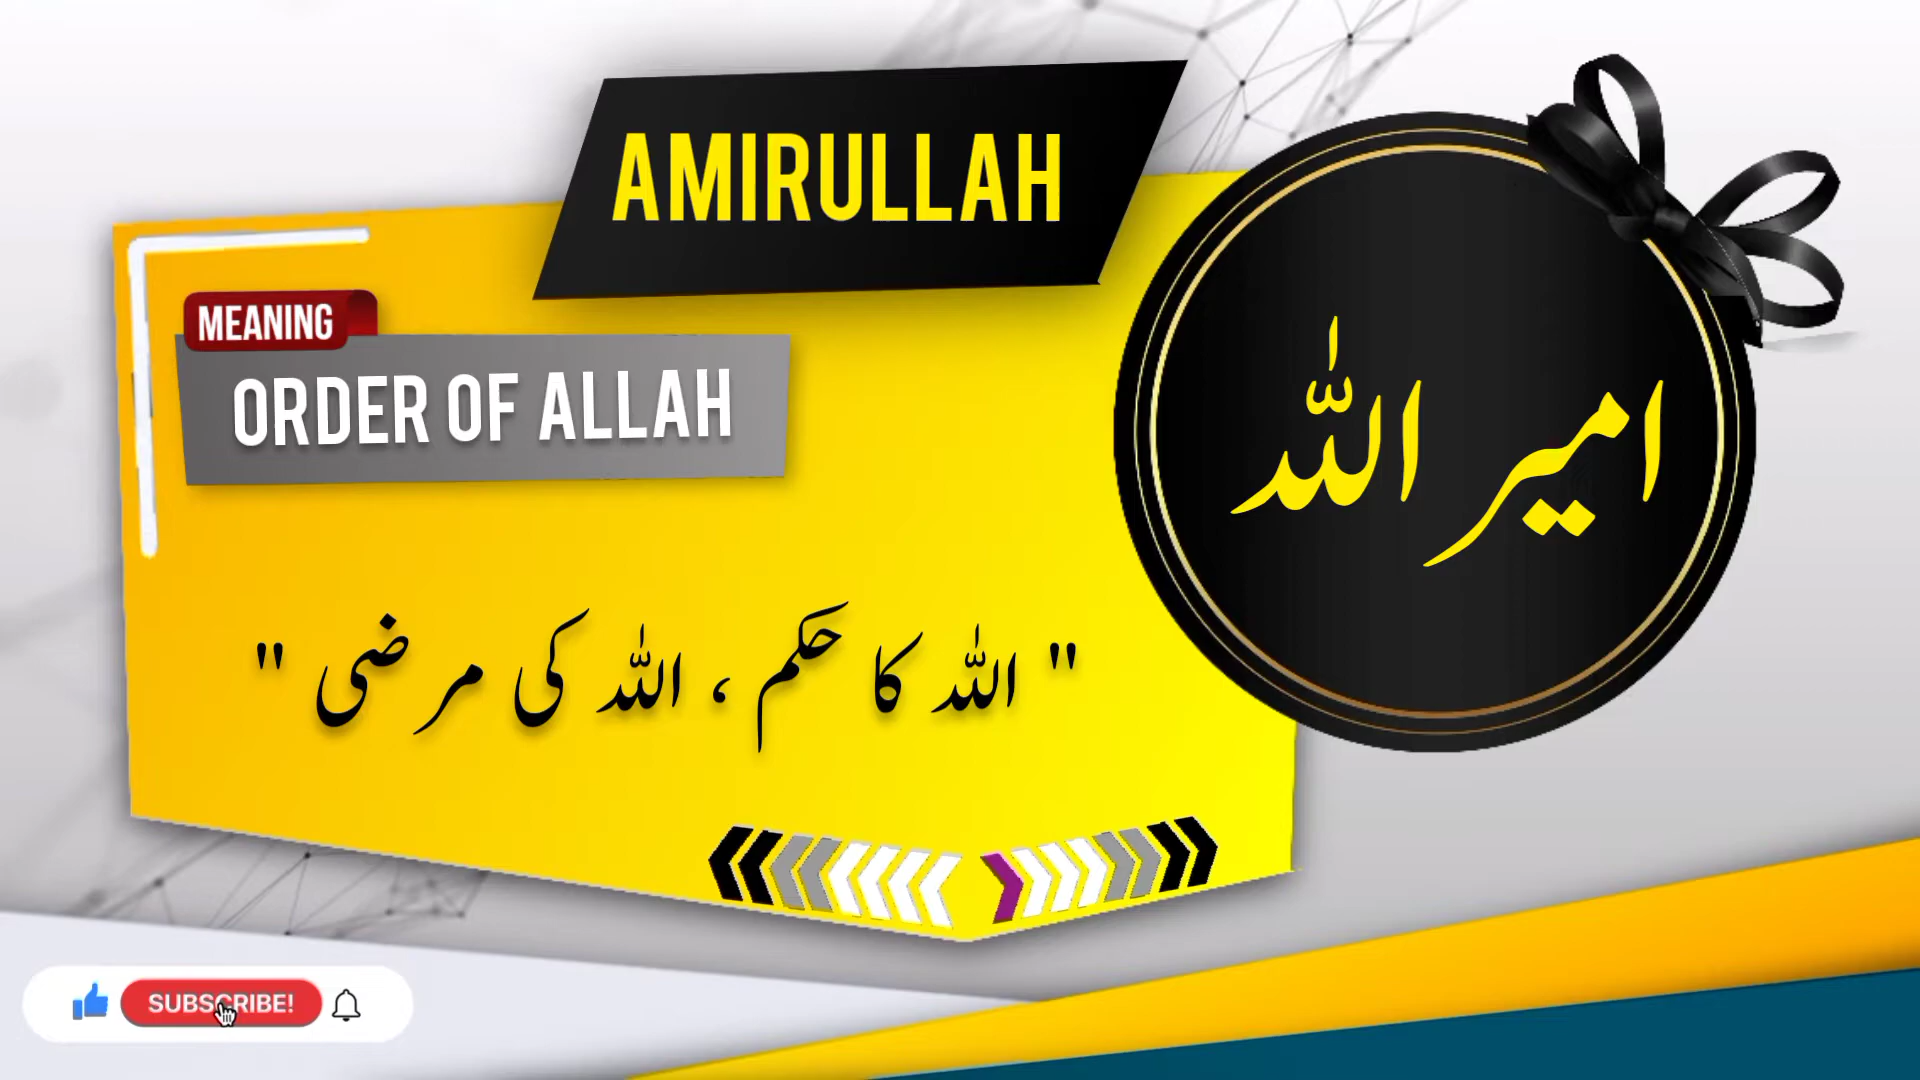 AMIRULLAH
MEANING
ORDER OF ALLAH
امیر اللہ
" اللہ کا حکم ، اللہ کی مرضی "
SUBSCRIBE!